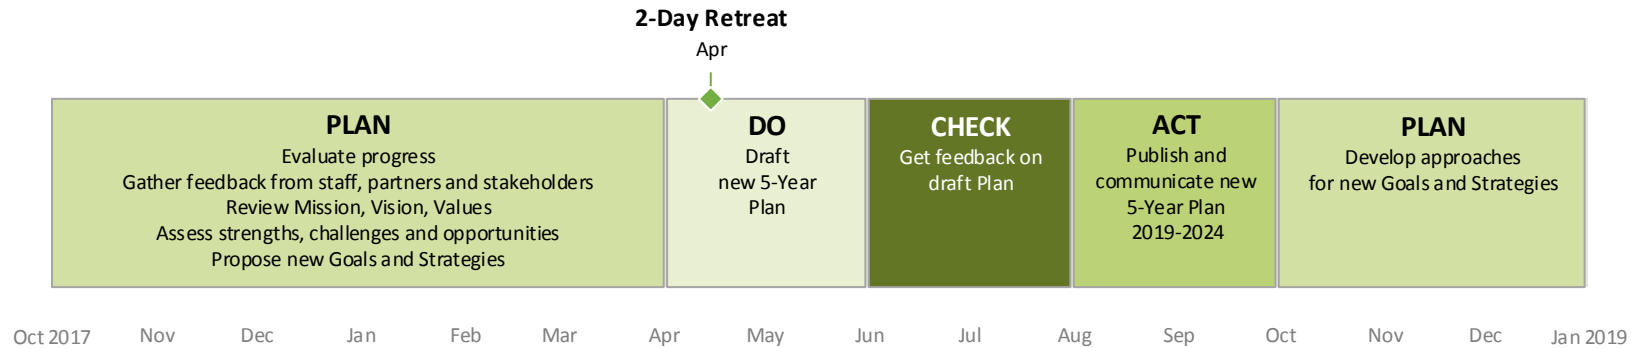 2-Day Retreat
Apr
PLAN
Evaluate progress
Gather feedback from staff, partners and stakeholders
Review Mission, Vision, Values
Assess strengths, challenges and opportunities
Propose new Goals and Strategies
DO
Draft
new 5-Year
Plan
CHECK
Get feedback on
draft Plan
ACT
Publish and
communicate new
5-Year Plan
2019-2024
PLAN
Develop approaches
for new Goals and Strategies
Oct 2017 Nov Dec Jan Feb Mar Apr May Jun Jul Aug Sep Oct Nov Dec Jan 2019